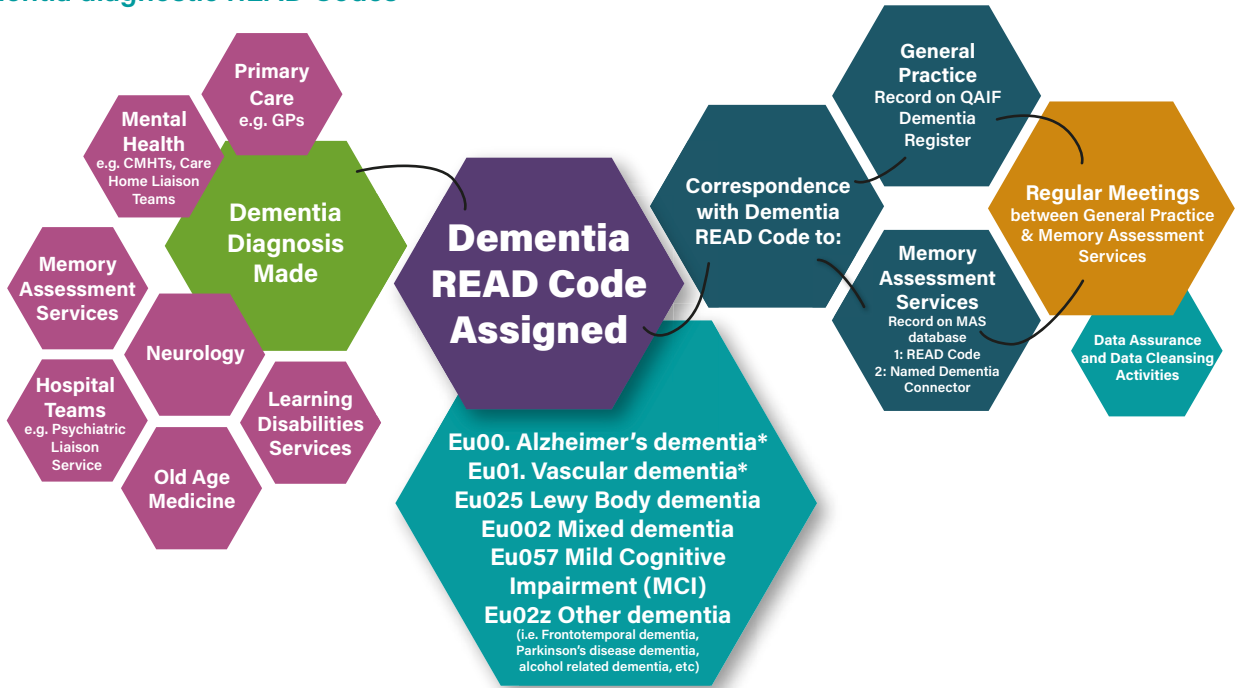 Primary
Care
e.g. GPs
Mental
Health
e.g. CMHTs, Care
Home Liaison
Teams
Dementia
Diagnosis
Made
Memory
Assessment
Services
Neurology
Hospital
Teams
e.g. Psychiatric
Liaison
Service
Learning
Disabilities
Services
Old Age
Medicine
Dementia
READ Code
Assigned
Eu00. Alzheimer's dementia*
Eu01. Vascular dementia*
Eu025 Lewy Body dementia
Eu002 Mixed dementia
Eu057 Mild Cognitive
Impairment (MCI)
Eu02z Other dementia
(i.e. Frontotemporal dementia,
Parkinson's disease dementia,
alcohol related dementia, etc)
Correspondence
with Dementia
READ Code to:
General
Practice
Record on QAIF
Dementia
Register
Memory
Assessment
Services
Record on MAS
database
1: READ Code
2: Named Dementia
Connector
Regular Meetings
between General Practice
& Memory Assessment
Services
Data Assurance
and Data Cleansing
Activities